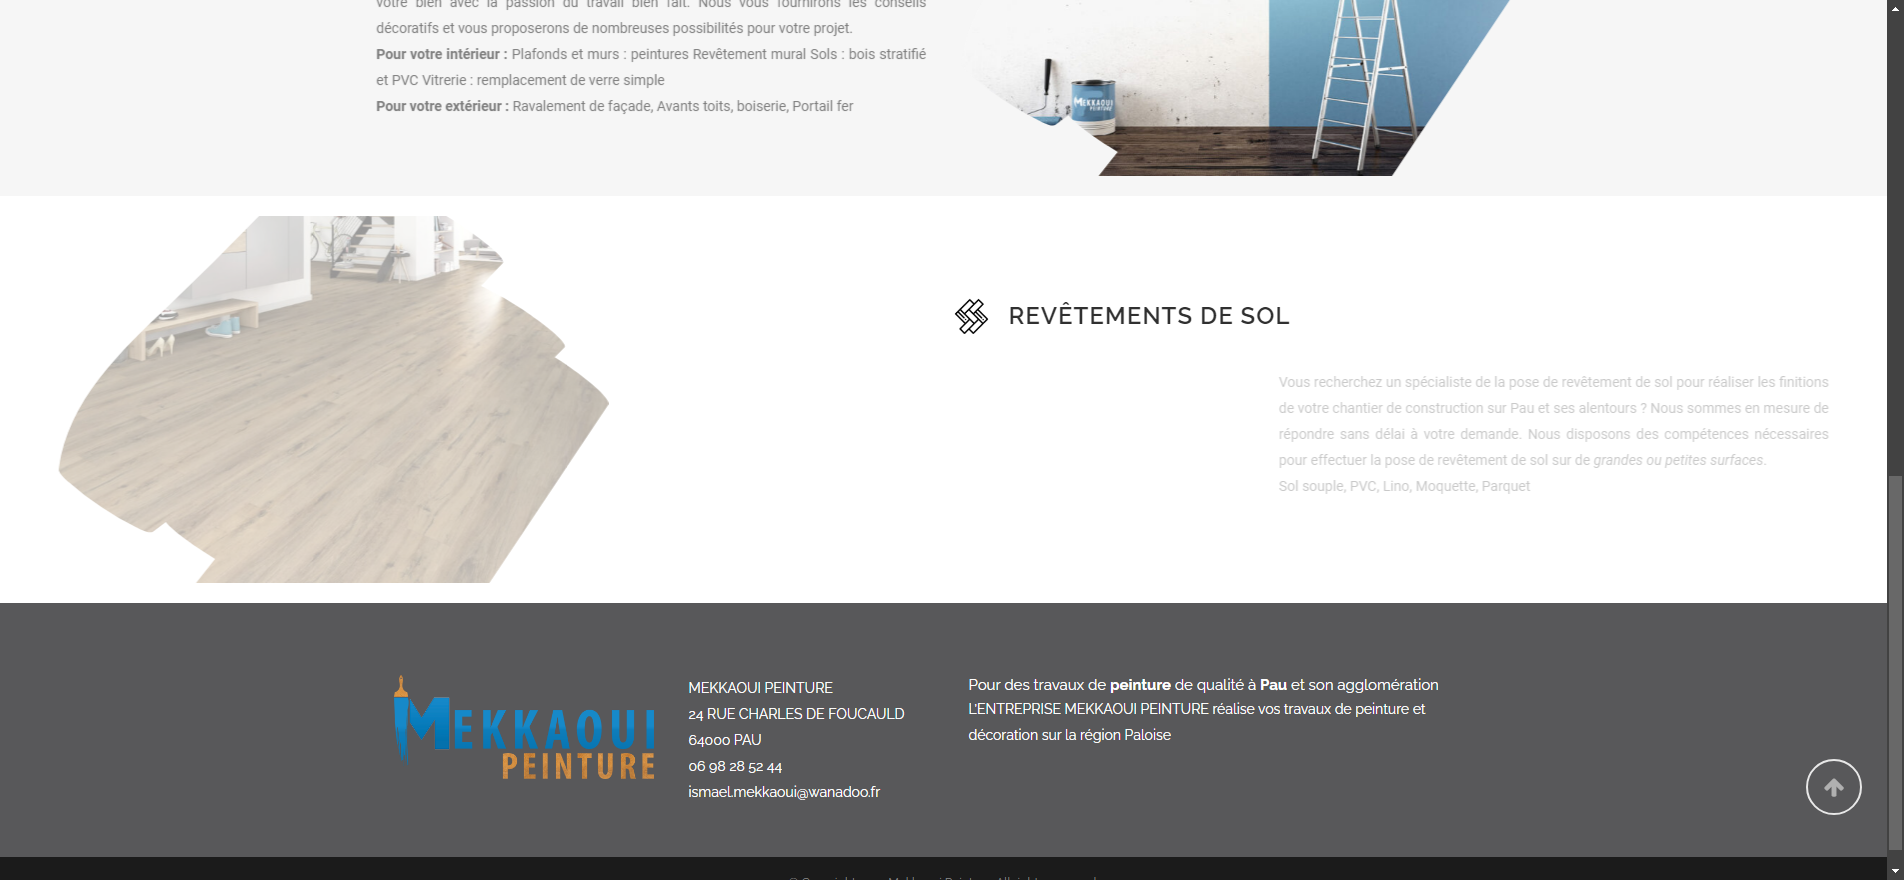 votre bien avec la passion du travail bien fait. Nous vous fournirons les conseils
décoratifs et vous proposerons de nombreuses possibilités pour votre projet.
Pour votre intérieur : Plafonds et murs : peintures Revêtement mural Sols : bois stratifié
et PVC Vitrerie : remplacement de verre simple
Pour votre extérieur : Ravalement de façade, Avants toits, boiserie, Portail fer
MEKKAOUI
PEINTURE
REVÊTEMENTS DE SOL
Vous recherchez un spécialiste de la pose de revêtement de sol pour réaliser les finitions
de votre chantier de construction sur Pau et ses alentours ? Nous sommes en mesure de
répondre sans délai à votre demande. Nous disposons des compétences nécessaires
pour effectuer la pose de revêtement de sol sur de grandes ou petites surfaces.
Sol souple, PVC, Lino, Moquette, Parquet
MEKKAOUI
PEINTURE
MEKKAOUI PEINTURE
24 RUE CHARLES DE FOUCAULD
64000 PAU
06 98 28 52 44
ismael.mekkaoui@wanadoo.fr
Pour des travaux de peinture de qualité à Pau et son agglomération
L'ENTREPRISE MEKKAOUI PEINTURE réalise vos travaux de peinture et
décoration sur la région Paloise